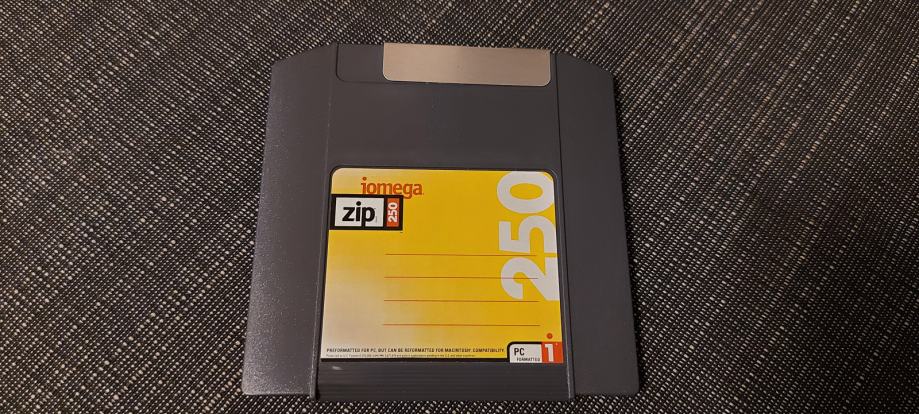 iomega
zip 250
250
PREFORMATTED FOR PC, BUT CAN BE REFORMATTED FOR MACINTOSH COMPATIBILITY.
PC
FORMATTED